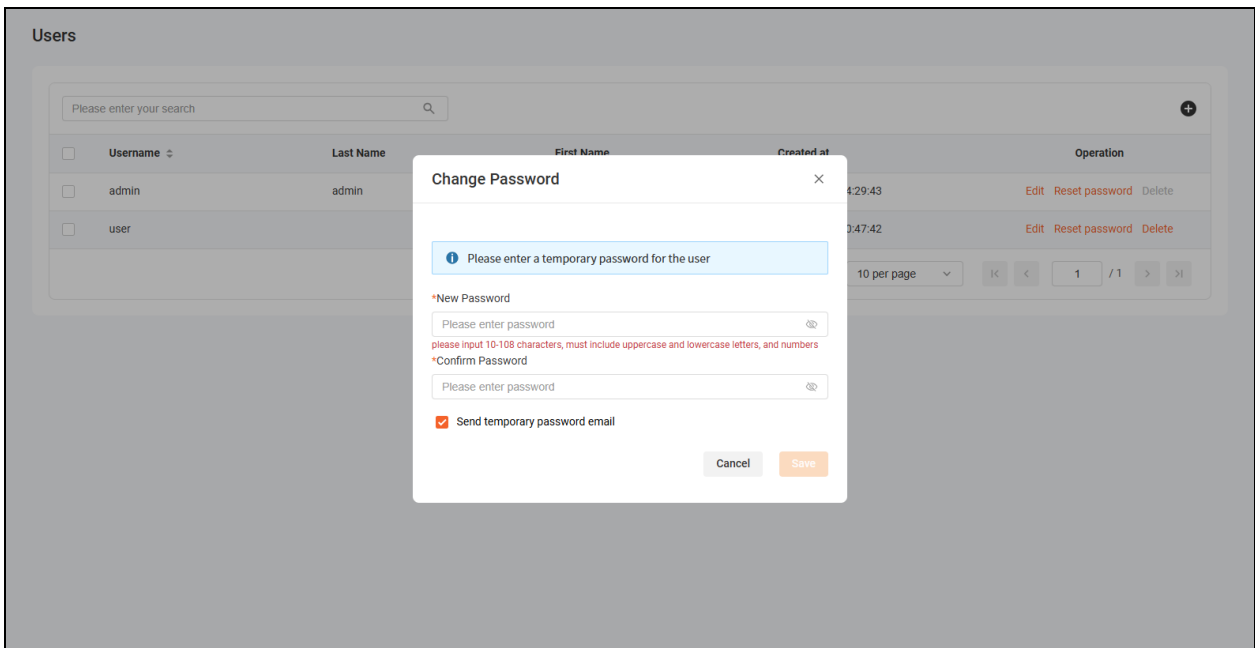 Users
Please enter your search
Username Last Name First Name Created at Operation
admin admin 4:29:43 Edit Reset password Delete
user 0:47:42 Edit Reset password Delete
10 per page 1 / 1
Change Password
Please enter a temporary password for the user
*New Password
Please enter password
please input 10-108 characters, must include uppercase and lowercase letters, and numbers
*Confirm Password
Please enter password
Send temporary password email
Cancel Save